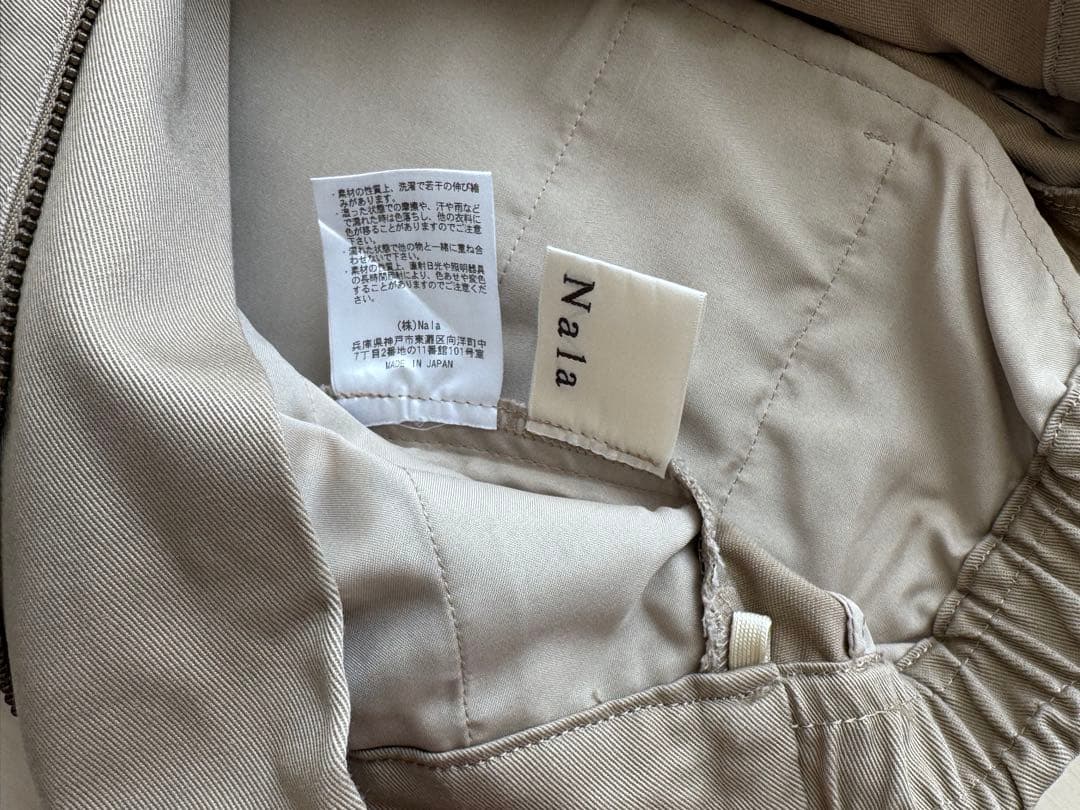 ・素材の性質上、洗濯で若干の伸び縮
みがあります。
・湿った状態での摩擦や、汗や雨など
で濡れた時は色落ちし、他の衣料に
色が移ることがありますのでご注意
下さい。
・濡れた状態で他の物と一緒に重ね合
わせないで下さい。
・素材の性質上、直射日光や照明器具
の長時間照射により、色あせや変色
することがありますのでご注意くだ
さい。
(株)Nala
兵庫県神戸市東灘区向洋町中
7丁目2番地の11番館101号室
MADE IN JAPAN
Nala